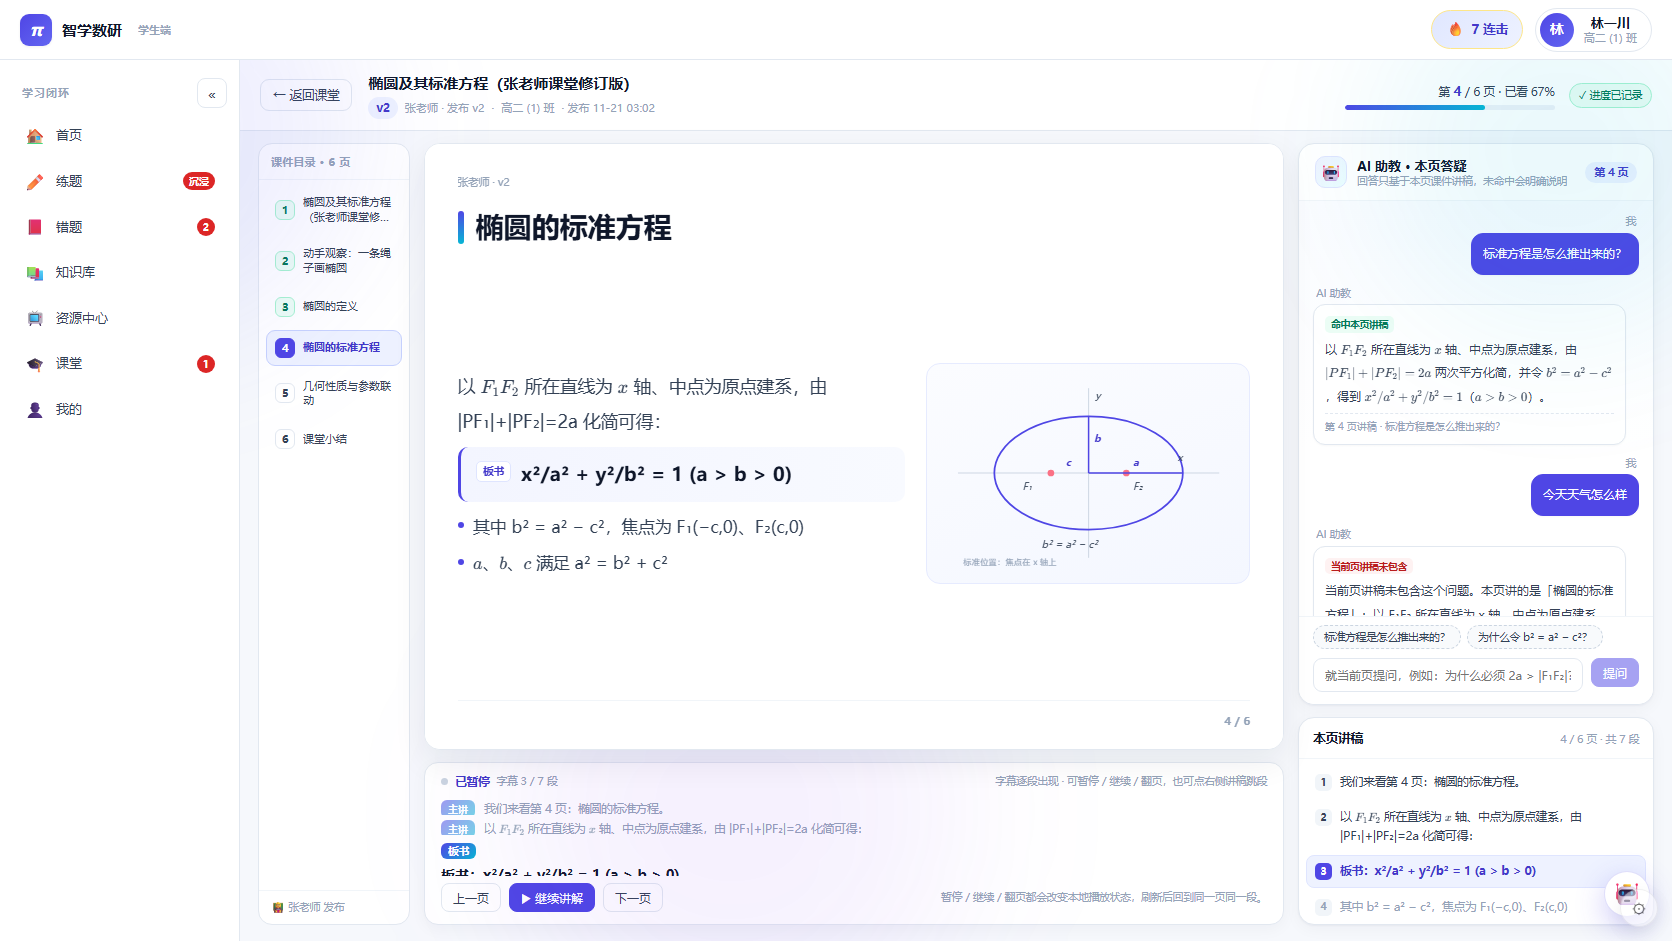 π 智学数研 学生端
🔥 7 连击
林 林一川
高二 (1) 班
学习闭环
«
首页
练题 沉浸
错题 2
知识库
资源中心
课堂 1
我的
← 返回课堂
椭圆及其标准方程（张老师课堂修订版）
v2 张老师 · 发布 v2 · 高二 (1) 班 · 发布 11-21 03:02
第 4 / 6 页 · 已看 67%
✓ 进度已记录
课件目录 • 6 页
1 椭圆及其标准方程
（张老师课堂修...
2 动手观察：一条绳
子画椭圆
3 椭圆的定义
4 椭圆的标准方程
5 几何性质与参数联
动
6 课堂小结
张老师 发布
张老师 · v2
椭圆的标准方程
以 F₁F₂ 所在直线为 x 轴、中点为原点建系，由
|PF₁|+|PF₂|=2a 化简可得：
板书 x²/a² + y²/b² = 1 (a > b > 0)
• 其中 b² = a² − c²，焦点为 F₁(−c,0)、F₂(c,0)
• a、b、c 满足 a² = b² + c²
y
b
c
a
x
F₁
F₂
b² = a² − c²
标准位置：焦点在 x 轴上
4 / 6
已暂停 字幕 3 / 7 段
字幕逐段出现 · 可暂停 / 继续 / 翻页，也可点右侧讲稿跳段
主讲 我们来看第 4 页：椭圆的标准方程。
主讲 以 F₁F₂ 所在直线为 x 轴、中点为原点建系，由 |PF₁|+|PF₂|=2a 化简可得：
板书
板书：x²/a² + y²/b² = 1 (a > b > 0)
上一页
▶ 继续讲解
下一页
暂停 / 继续 / 翻页都会改变本地播放状态，刷新后回到同一页同一段。
AI 助教 • 本页答疑
回答只基于本页课件讲稿，未命中会明确说明
第 4 页
我
标准方程是怎么推出来的？
AI 助教
命中本页讲稿
以 F₁F₂ 所在直线为 x 轴、中点为原点建系，由
|PF₁| + |PF₂| = 2a 两次平方化简，并令 b² = a² − c²
，得到 x²/a² + y²/b² = 1（a > b > 0）。
第 4 页讲稿 · 标准方程是怎么推出来的？
我
今天天气怎么样
AI 助教
当前页讲稿未包含
当前页讲稿未包含这个问题。本页讲的是「椭圆的标准
方程」：以 F₁F₂ 所在直线为 x 轴、中点为原点建系
标准方程是怎么推出来的？
为什么令 b² = a² − c²？
就当前页提问，例如：为什么必须 2a > |F₁F₂|?
提问
本页讲稿
4 / 6 页 · 共 7 段
1 我们来看第 4 页：椭圆的标准方程。
2 以 F₁F₂ 所在直线为 x 轴、中点为原点建系，由
|PF₁|+|PF₂|=2a 化简可得：
3 板书：x²/a² + y²/b² = 1 (a > b > 0)
4 其中 b² = a² − c²，焦点为 F₁(−c,0)、F₂(c,0)